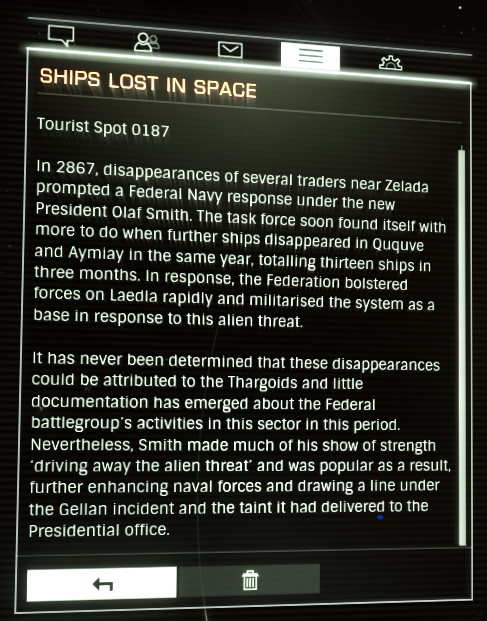 SHIPS LOST IN SPACE
Tourist Spot 0187
In 2867, disappearances of several traders near Zelada
prompted a Federal Navy response under the new
President Olaf Smith. The task force soon found itself with
more to do when further ships disappeared in Ququve
and Aymiay in the same year, totalling thirteen ships in
three months. In response, the Federation bolstered
forces on Laedla rapidly and militarised the system as a
base in response to this alien threat.
It has never been determined that these disappearances
could be attributed to the Thargoids and little
documentation has emerged about the Federal
battlegroup's activities in this sector in this period.
Nevertheless, Smith made much of his show of strength
'driving away the alien threat' and was popular as a result,
further enhancing naval forces and drawing a line under
the Gellan incident and the taint it had delivered to the
Presidential office.